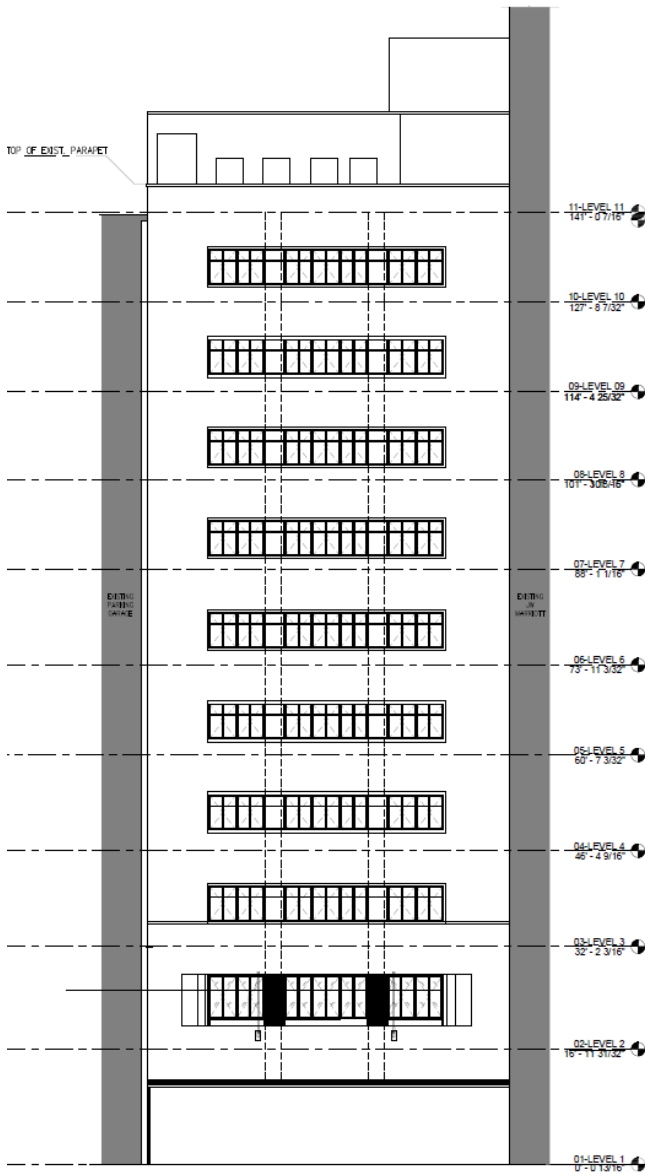 TOP OF EXIST. PARAPET
11-LEVEL 11
141' - 0 7/16"
10-LEVEL 10
127' - 8 7/32"
09-LEVEL 09
114' - 4 25/32"
08-LEVEL 8
101' -
07-LEVEL 7
88' - 1 1/16"
EXISTING
PARKING
GARAGE
EXISTING
JW
MARRIOTT
06-LEVEL 6
73' - 11 3/32"
05-LEVEL 5
60' - 7 3/32"
04-LEVEL 4
46' - 4 9/16"
03-LEVEL 3
32' - 2 3/16"
02-LEVEL 2
16' - 11 31/32"
01-LEVEL 1
0' - 0 13/16"